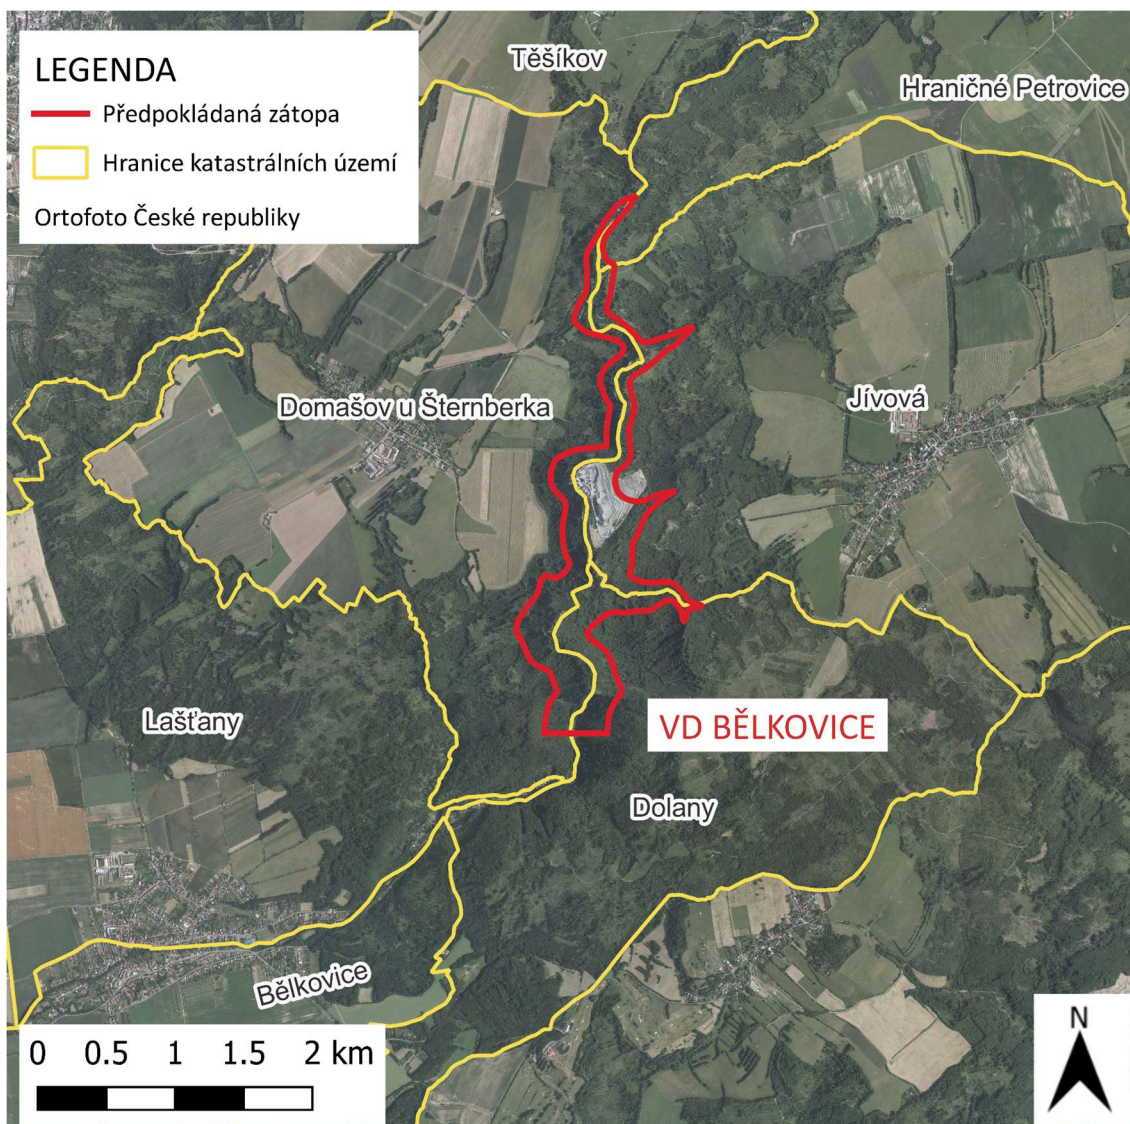 Těšíkov
Hraničné Petrovice
LEGENDA
Předpokládaná zátopa
Hranice katastrálních území
Ortofoto České republiky
Domašov u Šternberka
Jívová
Lašťany
VD BĚLKOVICE
Dolany
Bělkovice
0 0.5 1 1.5 2 km
N